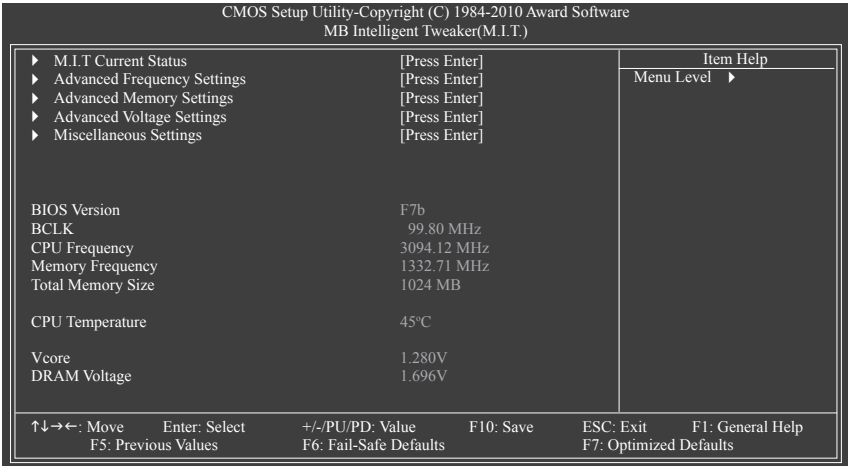 CMOS Setup Utility-Copyright (C) 1984-2010 Award Software
MB Intelligent Tweaker(M.I.T.)
M.I.T Current Status [Press Enter]
Advanced Frequency Settings [Press Enter]
Advanced Memory Settings [Press Enter]
Advanced Voltage Settings [Press Enter]
Miscellaneous Settings [Press Enter]
Item Help
Menu Level
BIOS Version F7b
BCLK 99.80 MHz
CPU Frequency 3094.12 MHz
Memory Frequency 1332.71 MHz
Total Memory Size 1024 MB
CPU Temperature 45°C
Vcore 1.280V
DRAM Voltage 1.696V
↑↓→←: Move Enter: Select +/-/PU/PD: Value F10: Save ESC: Exit F1: General Help
F5: Previous Values F6: Fail-Safe Defaults F7: Optimized Defaults